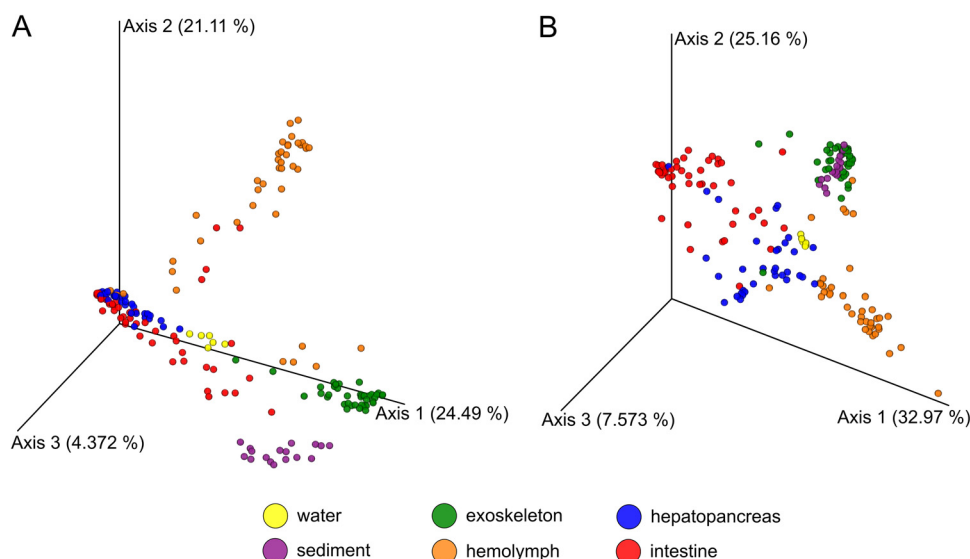 A
B
Axis 2 (21.11 %)
Axis 2 (25.16 %)
Axis 1 (24.49 %)
Axis 3 (4.372 %)
Axis 3 (7.573 %)
Axis 1 (32.97 %)
water
exoskeleton
hepatopancreas
sediment
hemolymph
intestine